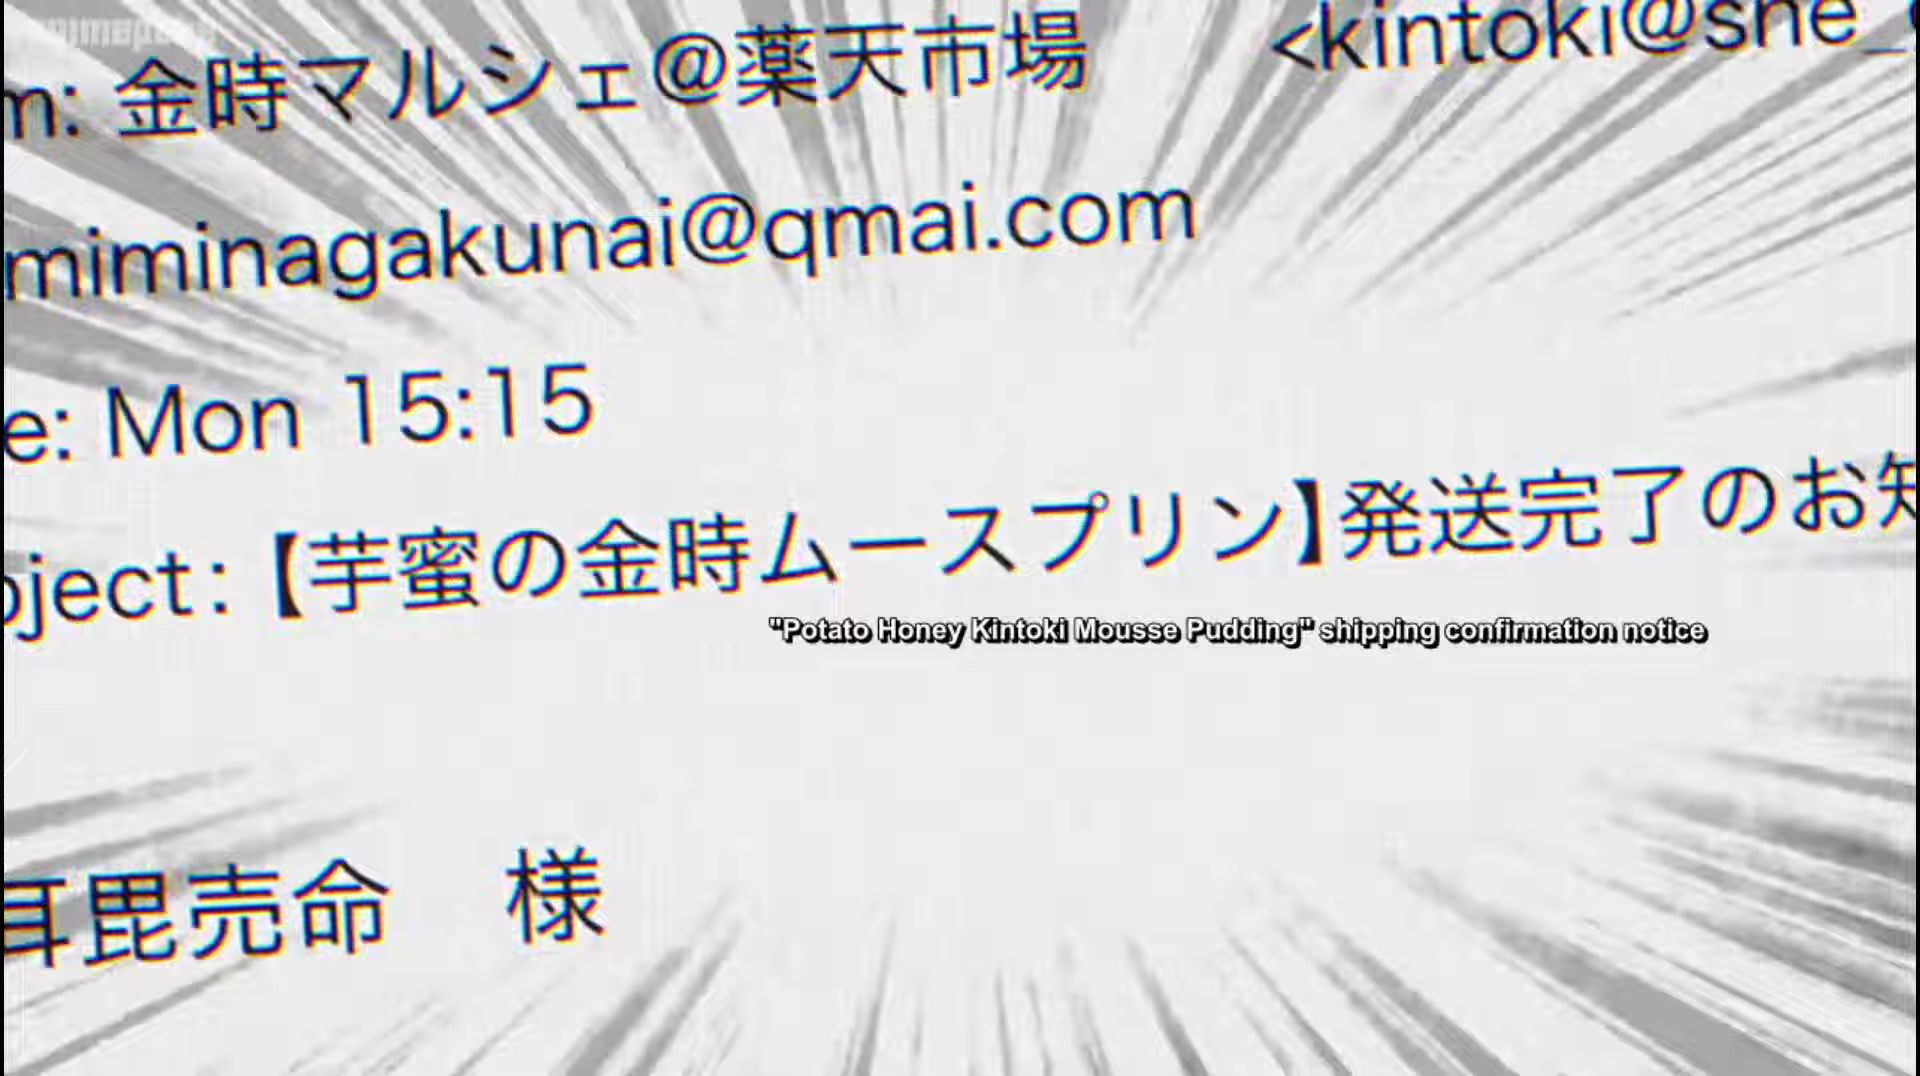 m: 金時マルシェ@薬天市場 <kintoki@she_
miminagakunai@qmai.com
e: Mon 15:15
bject: 【芋蜜の金時ムースプリン】発送完了のお知
"Potato Honey Kintoki Mousse Pudding" shipping confirmation notice
耳毘売命 様